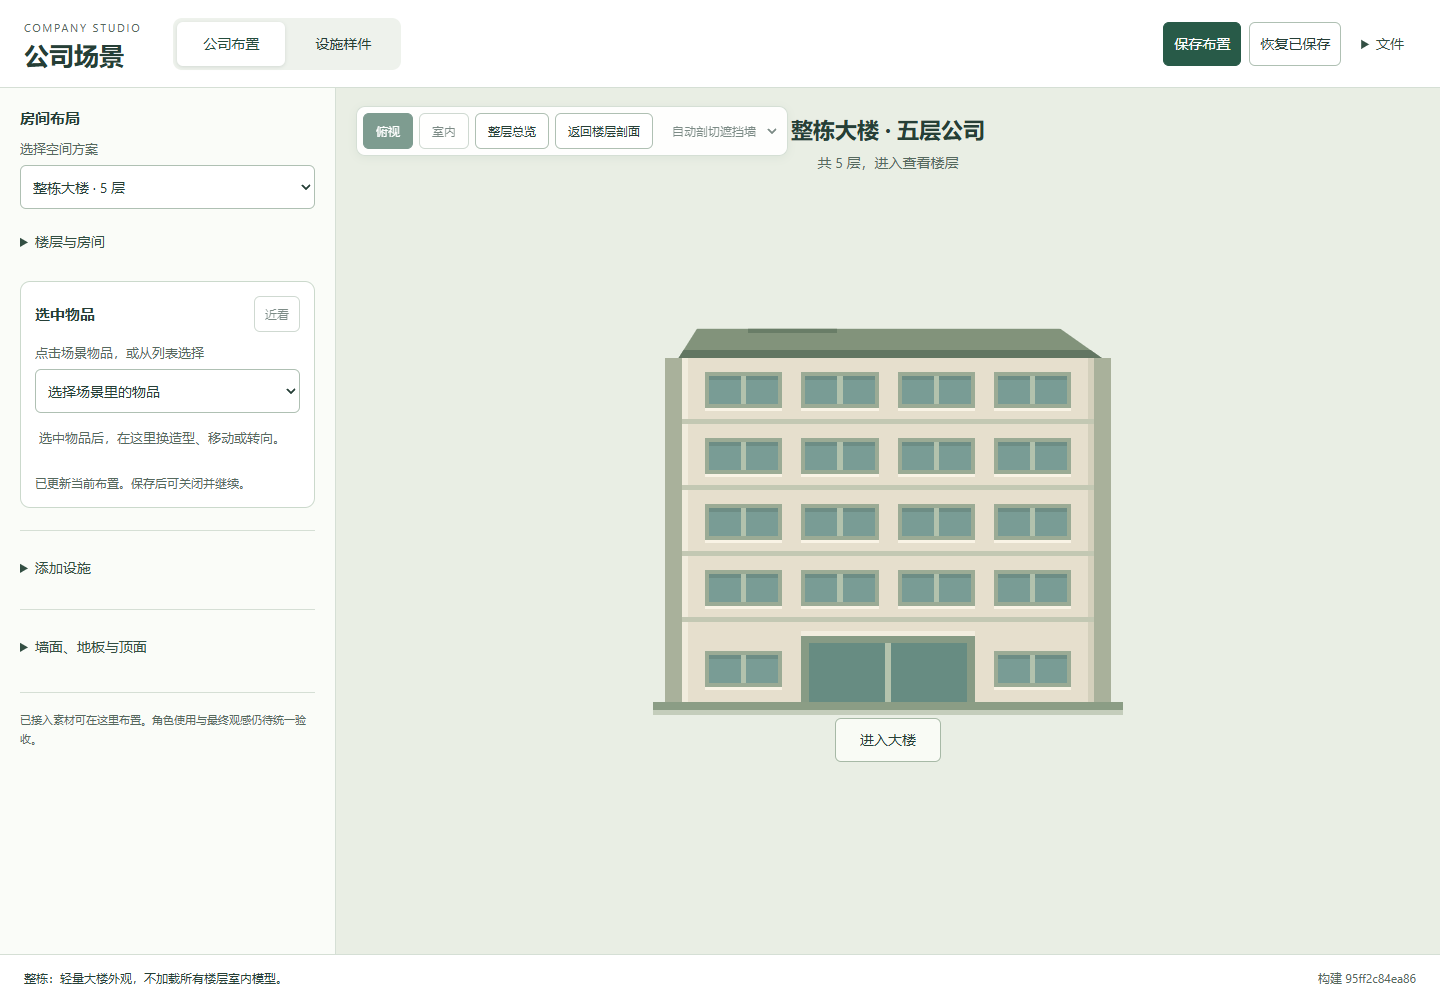 COMPANY STUDIO
公司场景
公司布置
设施样件
保存布置
恢复已保存
▶ 文件
房间布局
选择空间方案
整栋大楼 · 5 层
▶ 楼层与房间
选中物品
近看
点击场景物品，或从列表选择
选择场景里的物品
选中物品后，在这里换造型、移动或转向。
已更新当前布置。保存后可关闭并继续。
▶ 添加设施
▶ 墙面、地板与顶面
已接入素材可在这里布置。角色使用与最终观感仍待统一验
收。
俯视
室内
整层总览
返回楼层剖面
自动剖切遮挡墙
整栋大楼 · 五层公司
共 5 层，进入查看楼层
进入大楼
整栋：轻量大楼外观，不加载所有楼层室内模型。
构建 95ff2c84ea86